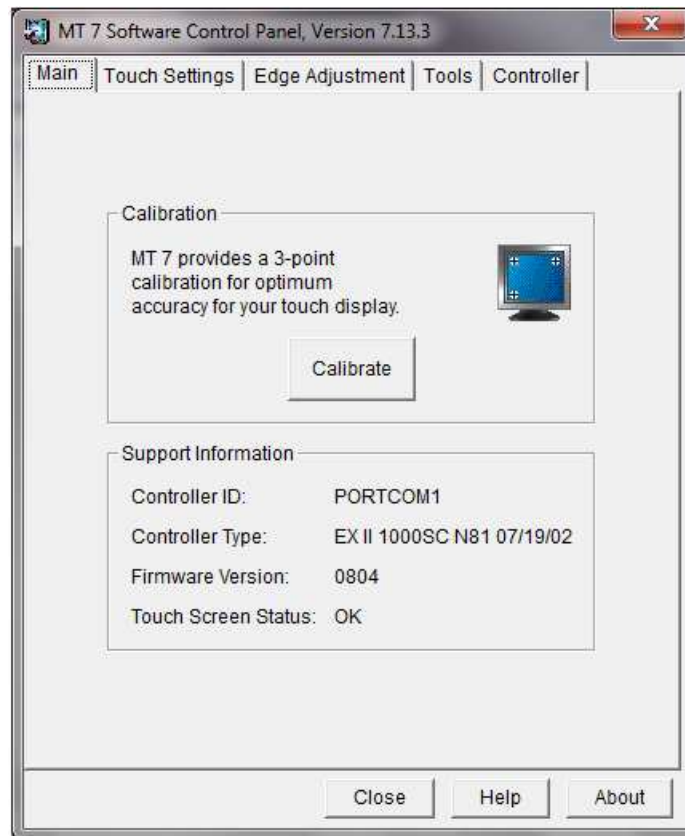 MT 7 Software Control Panel, Version 7.13.3
Main Touch Settings Edge Adjustment Tools Controller
Calibration
MT 7 provides a 3-point
calibration for optimum
accuracy for your touch display.
Calibrate
Support Information
Controller ID: PORTCOM1
Controller Type: EX II 1000SC N81 07/19/02
Firmware Version: 0804
Touch Screen Status: OK
Close Help About